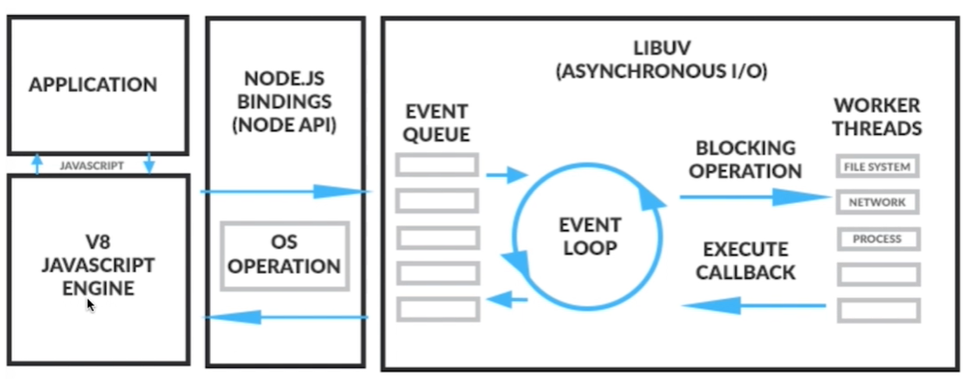 APPLICATION
JAVASCRIPT
V8
JAVASCRIPT
ENGINE
NODE.JS
BINDINGS
(NODE API)
OS
OPERATION
LIBUV
(ASYNCHRONOUS I/O)
EVENT
QUEUE
EVENT
LOOP
BLOCKING
OPERATION
EXECUTE
CALLBACK
WORKER
THREADS
FILE SYSTEM
NETWORK
PROCESS